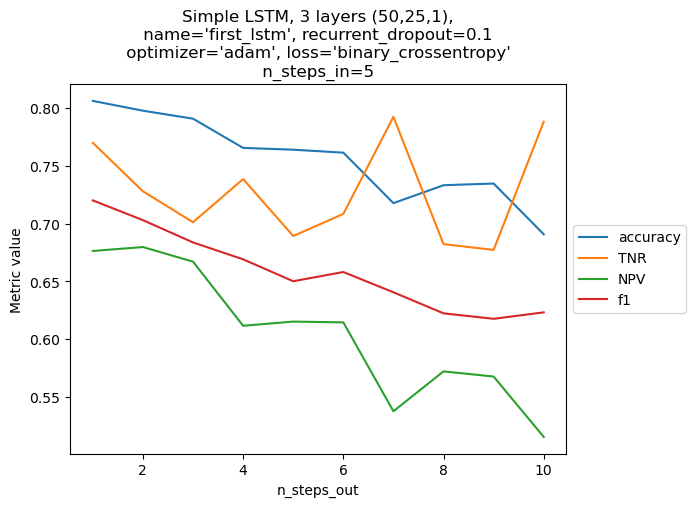 Simple LSTM, 3 layers (50,25,1),
name='first_lstm', recurrent_dropout=0.1
optimizer='adam', loss='binary_crossentropy'
n_steps_in=5
0.80
0.75
0.70
0.65
0.60
0.55
Metric value
accuracy
TNR
NPV
f1
2 4 6 8 10
n_steps_out